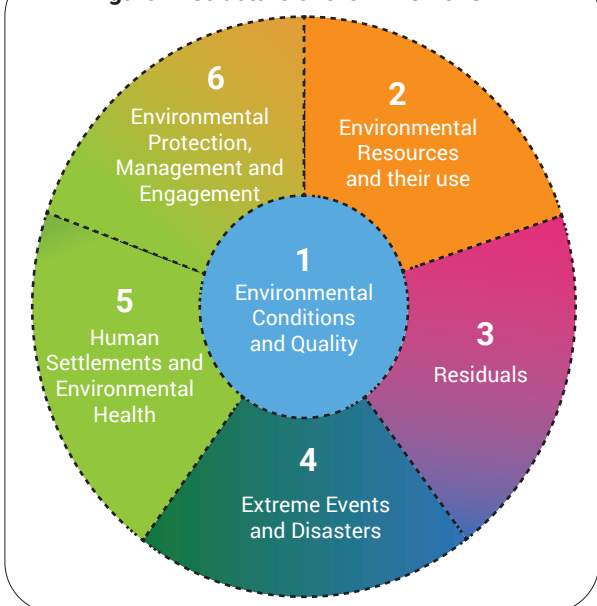 1
Environmental
Conditions
and Quality
2
Environmental
Resources
and their use
3
Residuals
4
Extreme Events
and Disasters
5
Human
Settlements and
Environmental
Health
6
Environmental
Protection,
Management and
Engagement